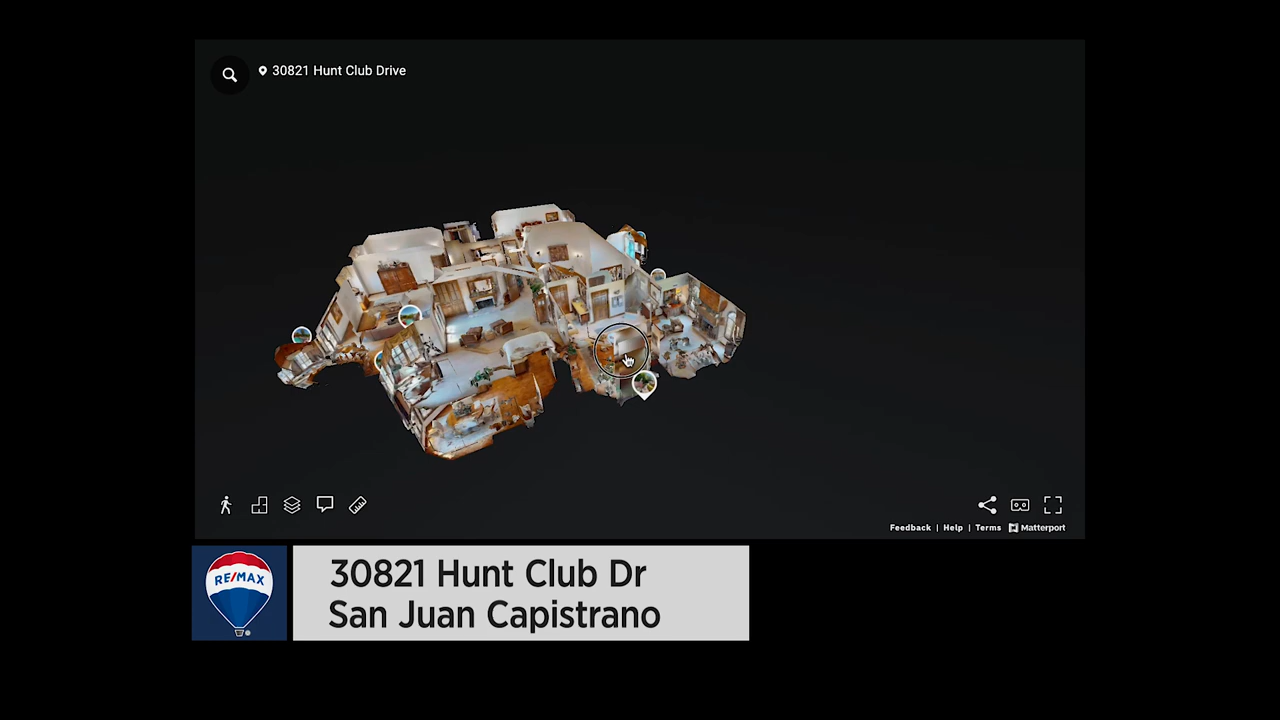 30821 Hunt Club Drive
Feedback | Help | Terms Matterport
RE/MAX
30821 Hunt Club Dr
San Juan Capistrano